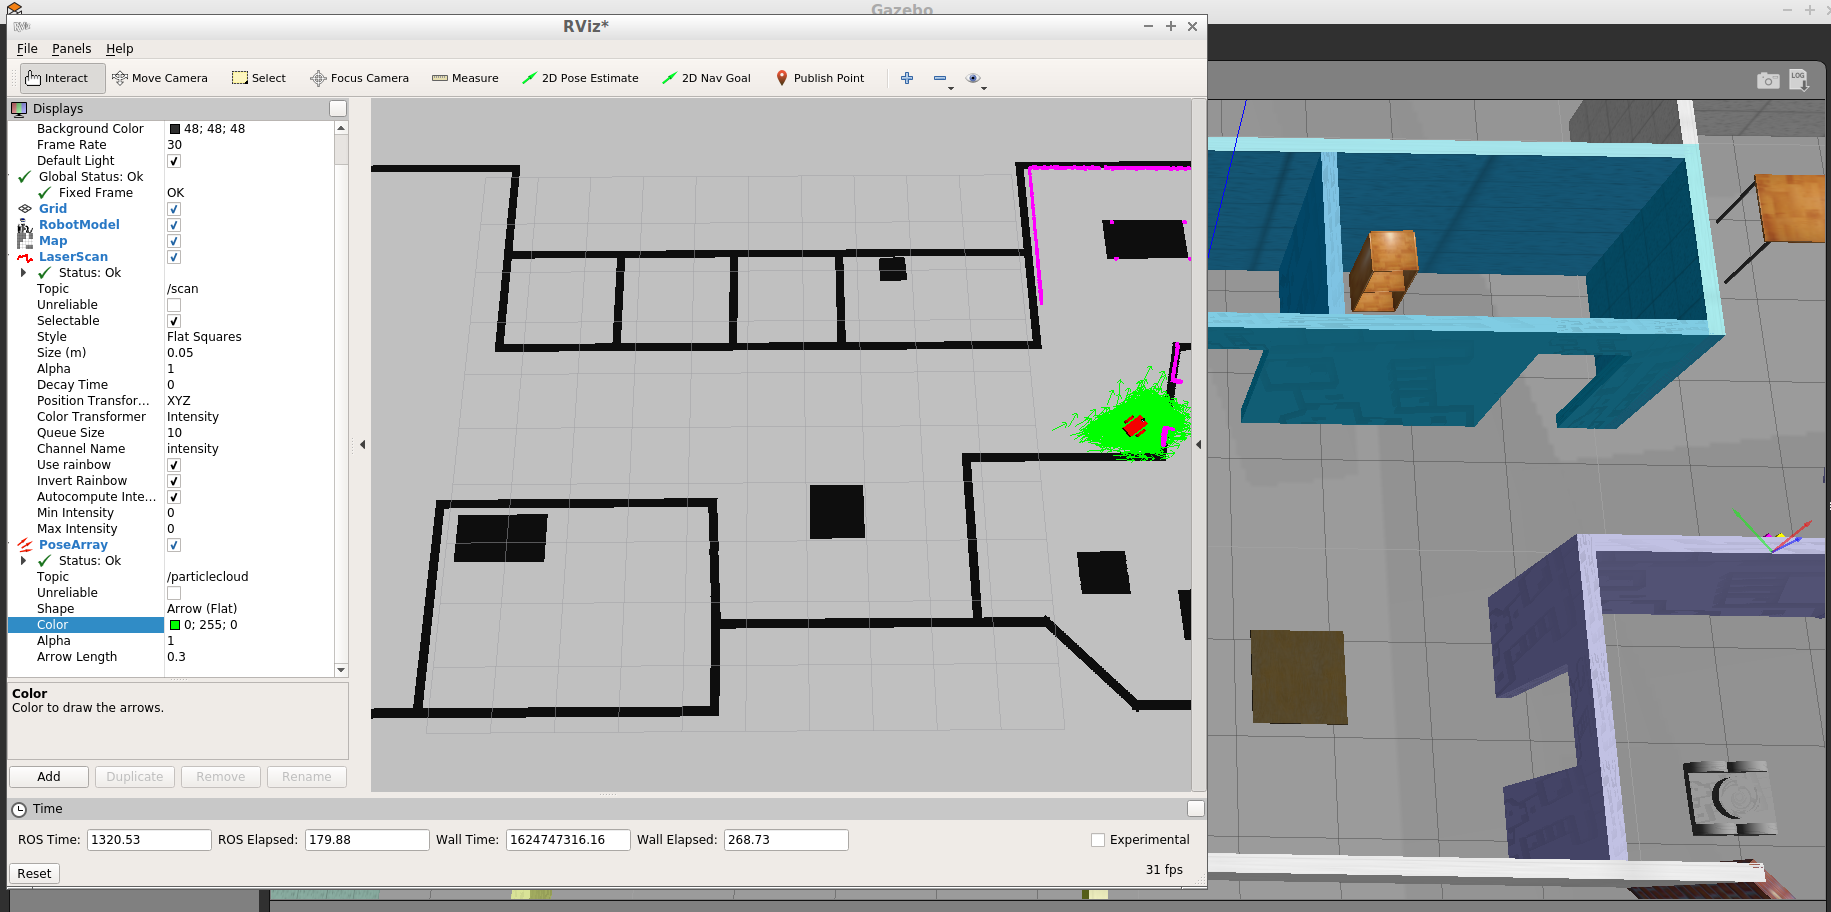 Gazebo
RViz
RViz*
File Panels Help
Interact Move Camera Select Focus Camera Measure 2D Pose Estimate 2D Nav Goal Publish Point
LOG
Displays
Background Color 48; 48; 48
Frame Rate 30
Default Light
Global Status: Ok
Fixed Frame OK
Grid
RobotModel
Map
LaserScan
Status: Ok
Topic /scan
Unreliable
Selectable
Style Flat Squares
Size (m) 0.05
Alpha 1
Decay Time 0
Position Transfor... XYZ
Color Transformer Intensity
Queue Size 10
Channel Name intensity
Use rainbow
Invert Rainbow
Autocompute Inte...
Min Intensity 0
Max Intensity 0
PoseArray
Status: Ok
Topic /particlecloud
Unreliable
Shape Arrow (Flat)
Color 0; 255; 0
Alpha 1
Arrow Length 0.3
Color
Color to draw the arrows.
Add Duplicate Remove Rename
Time
ROS Time: 1320.53 ROS Elapsed: 179.88 Wall Time: 1624747316.16 Wall Elapsed: 268.73 Experimental
Reset 31 fps